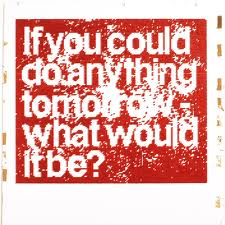 If you could
do anything
tomorrow -
what would
it be?